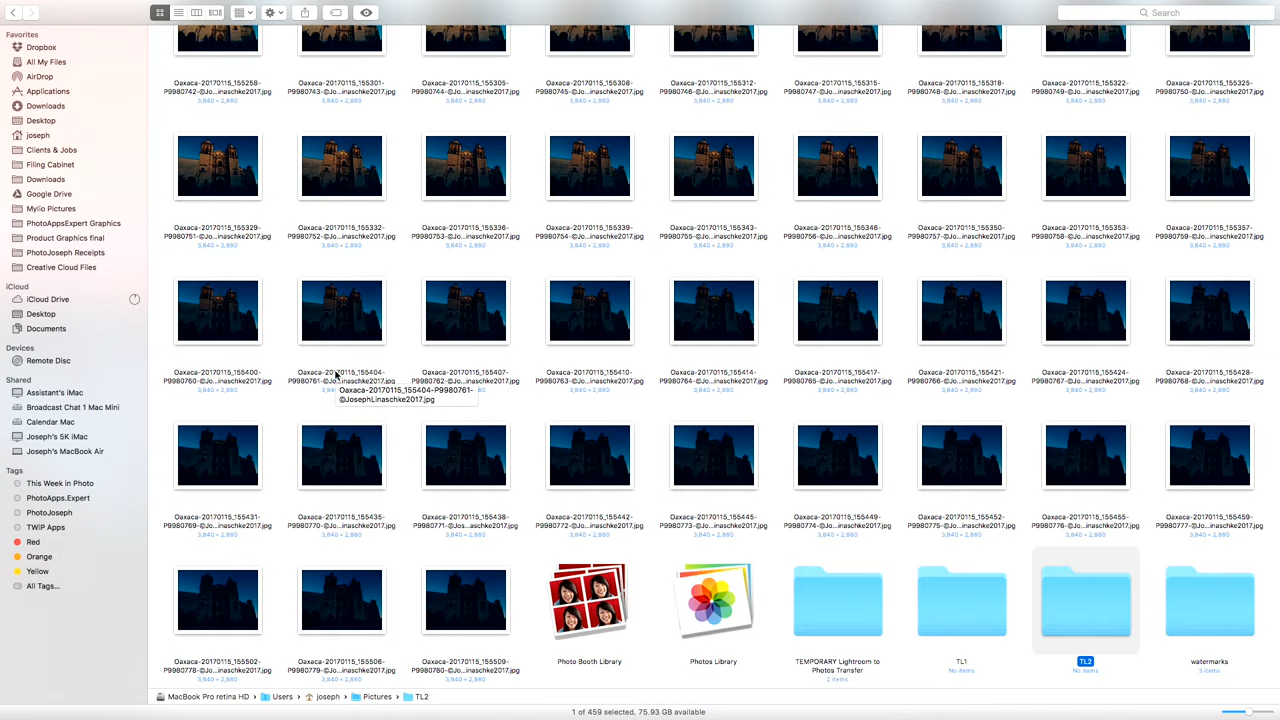 Search
Favorites
Dropbox
All My Files
AirDrop
Applications
Downloads
Desktop
joseph
Clients & Jobs
Filing Cabinet
Downloads
Google Drive
Mylio Pictures
PhotoAppsExpert Graphics
Product Graphics final
PhotoJoseph Receipts
Creative Cloud Files
iCloud
iCloud Drive
Desktop
Documents
Devices
Remote Disc
Shared
Assistant's iMac
Broadcast Chat 1 Mac Mini
Calendar Mac
Joseph's 5K iMac
Joseph's MacBook Air
Tags
This Week in Photo
PhotoApps.Expert
PhotoJoseph
TWiP Apps
Red
Orange
Yellow
All Tags...
Oaxaca-20170115_155258- Oaxaca-20170115_155301- Oaxaca-20170115_155305- Oaxaca-20170115_155308- Oaxaca-20170115_155312- Oaxaca-20170115_155315- Oaxaca-20170115_155318- Oaxaca-20170115_155322- Oaxaca-20170115_155325-
P9980742-©Jo...inaschke2017.jpg P9980743-©Jo...inaschke2017.jpg P9980744-©Jo...inaschke2017.jpg P9980745-©Jo...inaschke2017.jpg P9980746-©Jo...inaschke2017.jpg P9980747-©Jo...inaschke2017.jpg P9980748-©Jo...inaschke2017.jpg P9980749-©Jo...inaschke2017.jpg P9980750-©Jo...inaschke2017.jpg
3,840 × 2,880 3,840 × 2,880 3,840 × 2,880 3,840 × 2,880 3,840 × 2,880 3,840 × 2,880 3,840 × 2,880 3,840 × 2,880 3,840 × 2,880
Oaxaca-20170115_155329- Oaxaca-20170115_155332- Oaxaca-20170115_155336- Oaxaca-20170115_155339- Oaxaca-20170115_155343- Oaxaca-20170115_155346- Oaxaca-20170115_155350- Oaxaca-20170115_155353- Oaxaca-20170115_155357-
P9980751-©Jo...inaschke2017.jpg P9980752-©Jo...inaschke2017.jpg P9980753-©Jo...inaschke2017.jpg P9980754-©Jo...inaschke2017.jpg P9980755-©Jo...inaschke2017.jpg P9980756-©Jo...inaschke2017.jpg P9980757-©Jo...inaschke2017.jpg P9980758-©Jo...inaschke2017.jpg P9980759-©Jo...inaschke2017.jpg
3,840 × 2,880 3,840 × 2,880 3,840 × 2,880 3,840 × 2,880 3,840 × 2,880 3,840 × 2,880 3,840 × 2,880 3,840 × 2,880 3,840 × 2,880
Oaxaca-20170115_155400- Oaxaca-20170115_155404- Oaxaca-20170115_155407- Oaxaca-20170115_155410- Oaxaca-20170115_155414- Oaxaca-20170115_155417- Oaxaca-20170115_155421- Oaxaca-20170115_155424- Oaxaca-20170115_155428-
P9980760-©Jo...inaschke2017.jpg P9980761-©Jo...inaschke2017.jpg P9980762-©Jo...inaschke2017.jpg P9980763-©Jo...inaschke2017.jpg P9980764-©Jo...inaschke2017.jpg P9980765-©Jo...inaschke2017.jpg P9980766-©Jo...inaschke2017.jpg P9980767-©Jo...inaschke2017.jpg P9980768-©Jo...inaschke2017.jpg
3,840 × 2,880 3,840 × 2,880 3,840 × 2,880 3,840 × 2,880 3,840 × 2,880 3,840 × 2,880 3,840 × 2,880
Oaxaca-20170115_155404-P9980761-
©JosephLinaschke2017.jpg
Oaxaca-20170115_155431- Oaxaca-20170115_155435- Oaxaca-20170115_155438- Oaxaca-20170115_155442- Oaxaca-20170115_155445- Oaxaca-20170115_155449- Oaxaca-20170115_155452- Oaxaca-20170115_155455- Oaxaca-20170115_155459-
P9980769-©Jo...inaschke2017.jpg P9980770-©Jo...inaschke2017.jpg P9980771-©Jos...aschke2017.jpg P9980772-©Jo...inaschke2017.jpg P9980773-©Jo...inaschke2017.jpg P9980774-©Jo...inaschke2017.jpg P9980775-©Jo...inaschke2017.jpg P9980776-©Jo...inaschke2017.jpg P9980777-©Jo...inaschke2017.jpg
3,840 × 2,880 3,840 × 2,880 3,840 × 2,880 3,840 × 2,880 3,840 × 2,880 3,840 × 2,880 3,840 × 2,880 3,840 × 2,880 3,840 × 2,880
Oaxaca-20170115_155502- Oaxaca-20170115_155506- Oaxaca-20170115_155509- Photo Booth Library Photos Library TEMPORARY Lightroom to TL1 TL2 watermarks
P9980778-©Jo...inaschke2017.jpg P9980779-©Jo...inaschke2017.jpg P9980780-©Jo...inaschke2017.jpg Photos Transfer No items No items 3 items
3,840 × 2,880 3,840 × 2,880 3,840 × 2,880 2 items
MacBook Pro retina HD Users joseph Pictures TL2
1 of 459 selected, 75.93 GB available